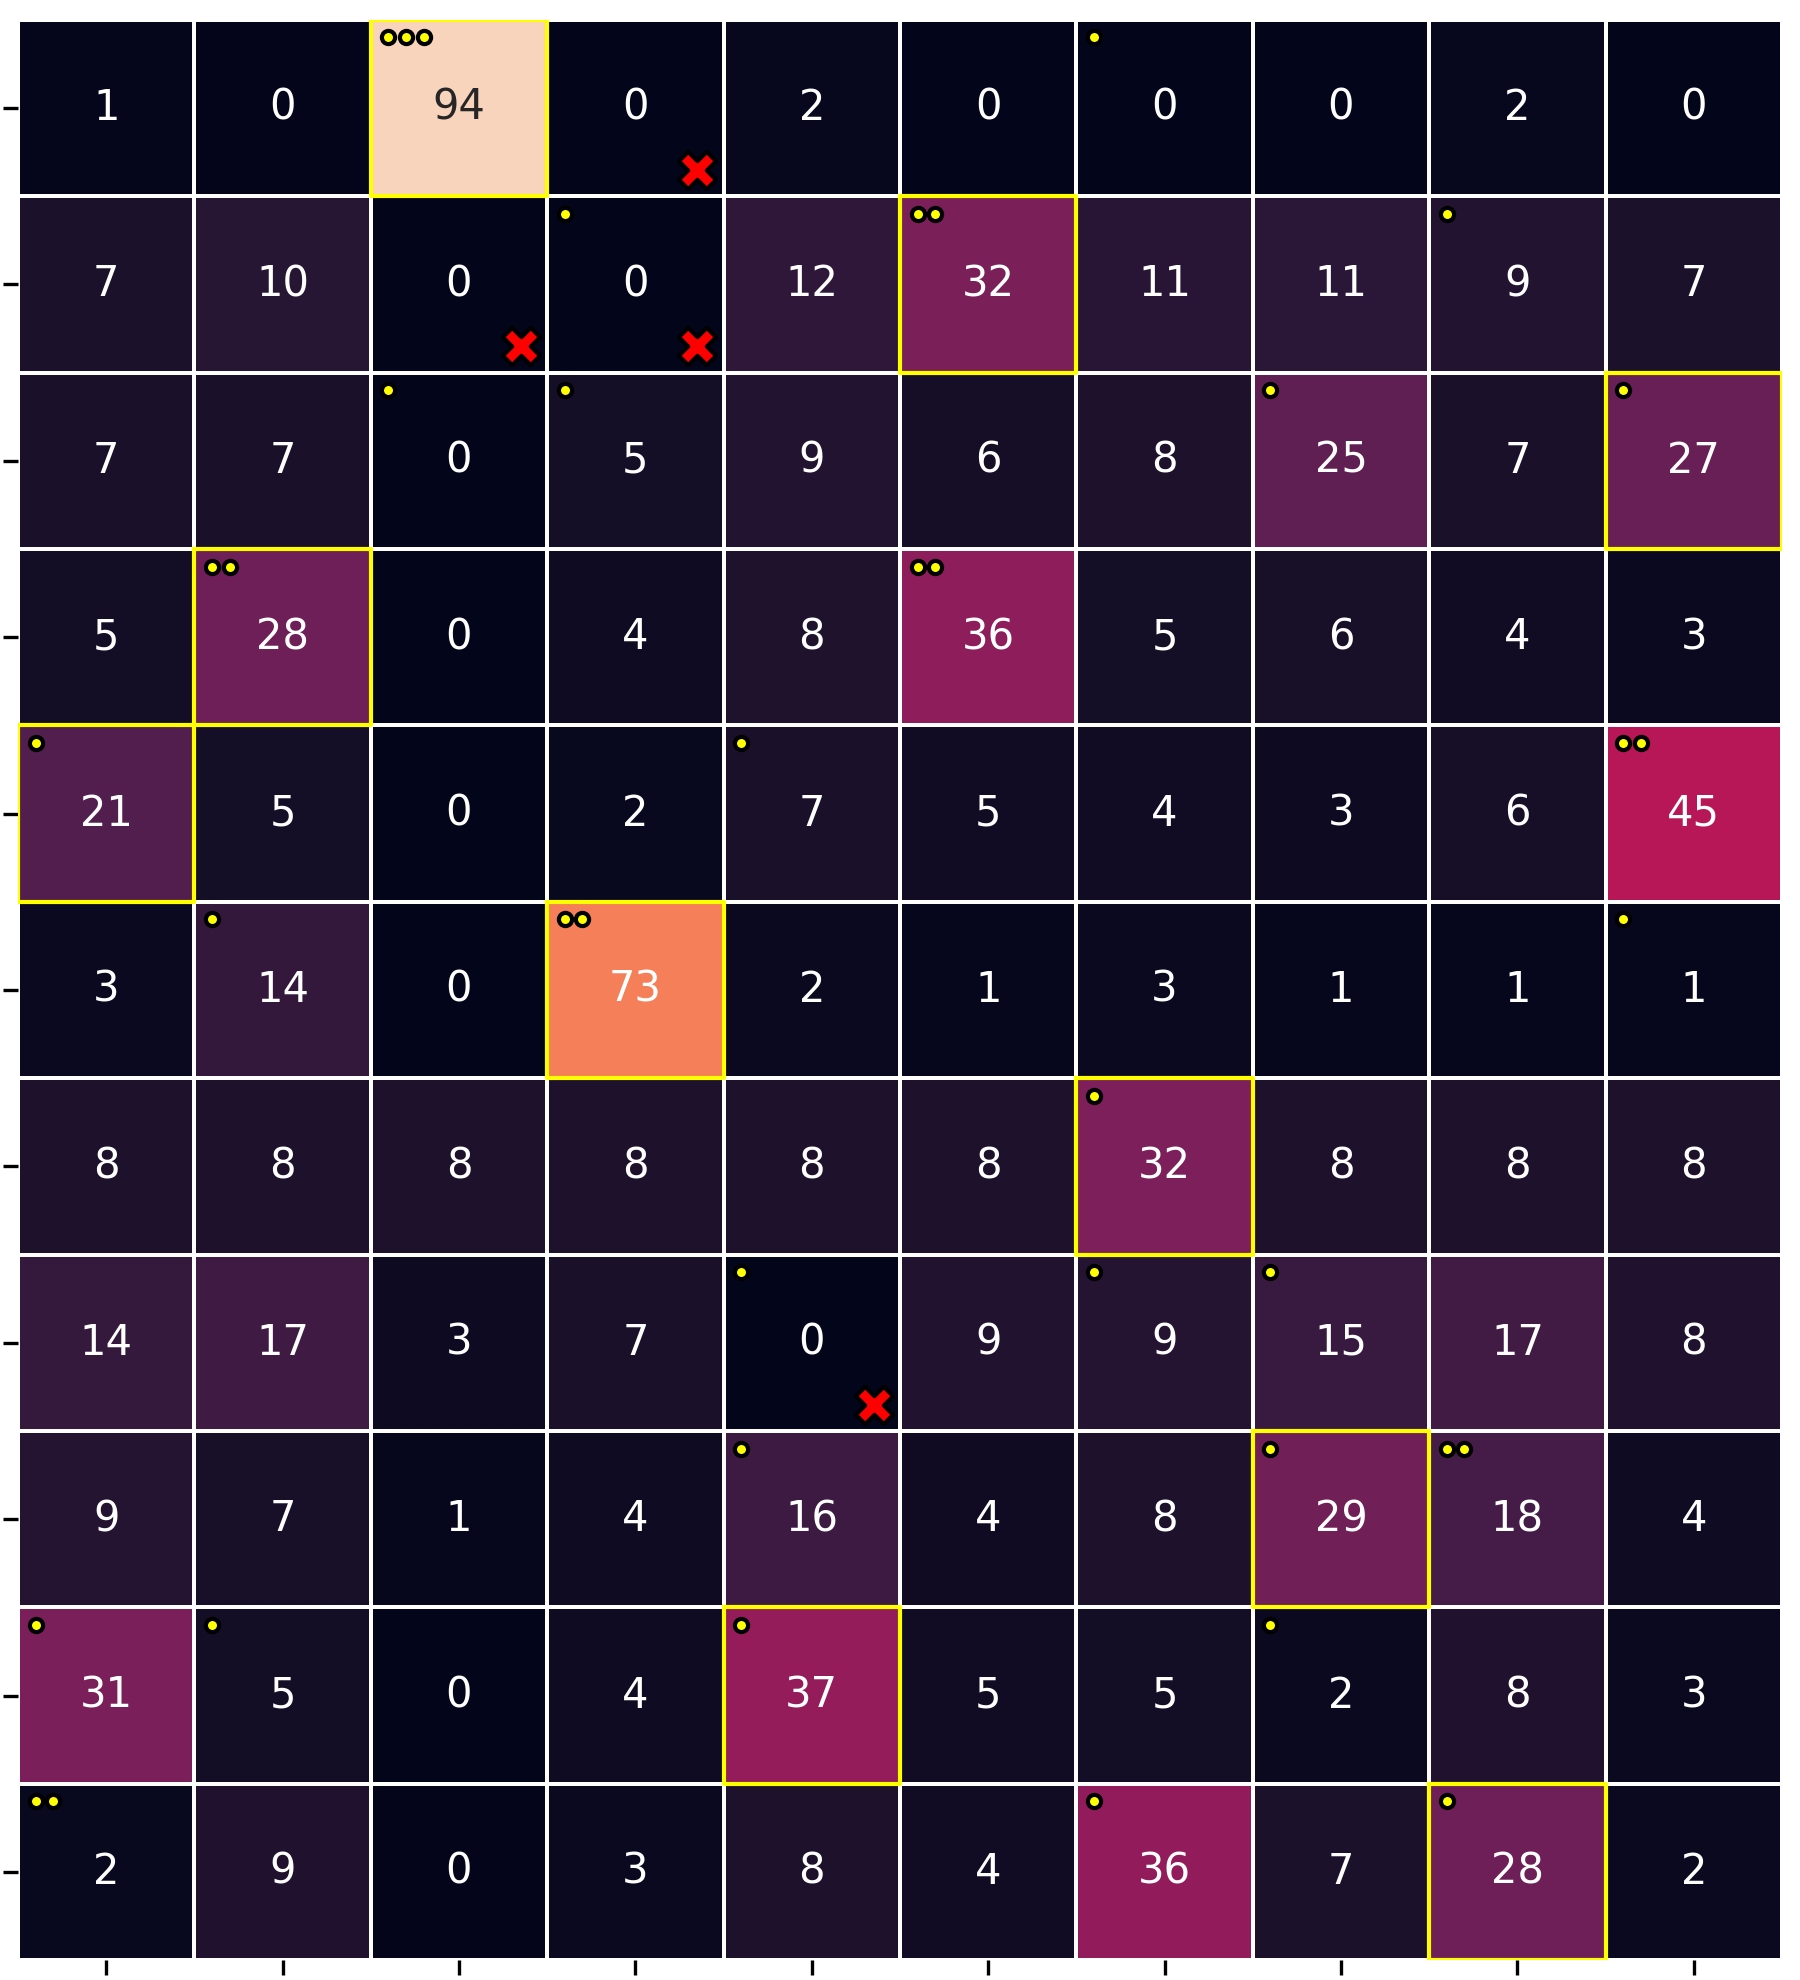 1 0 94 0 2 0 0 0 2 0
7 10 0 0 12 32 11 11 9 7
7 7 0 5 9 6 8 25 7 27
5 28 0 4 8 36 5 6 4 3
21 5 0 2 7 5 4 3 6 45
3 14 0 73 2 1 3 1 1 1
8 8 8 8 8 8 32 8 8 8
14 17 3 7 0 9 9 15 17 8
9 7 1 4 16 4 8 29 18 4
31 5 0 4 37 5 5 2 8 3
2 9 0 3 8 4 36 7 28 2